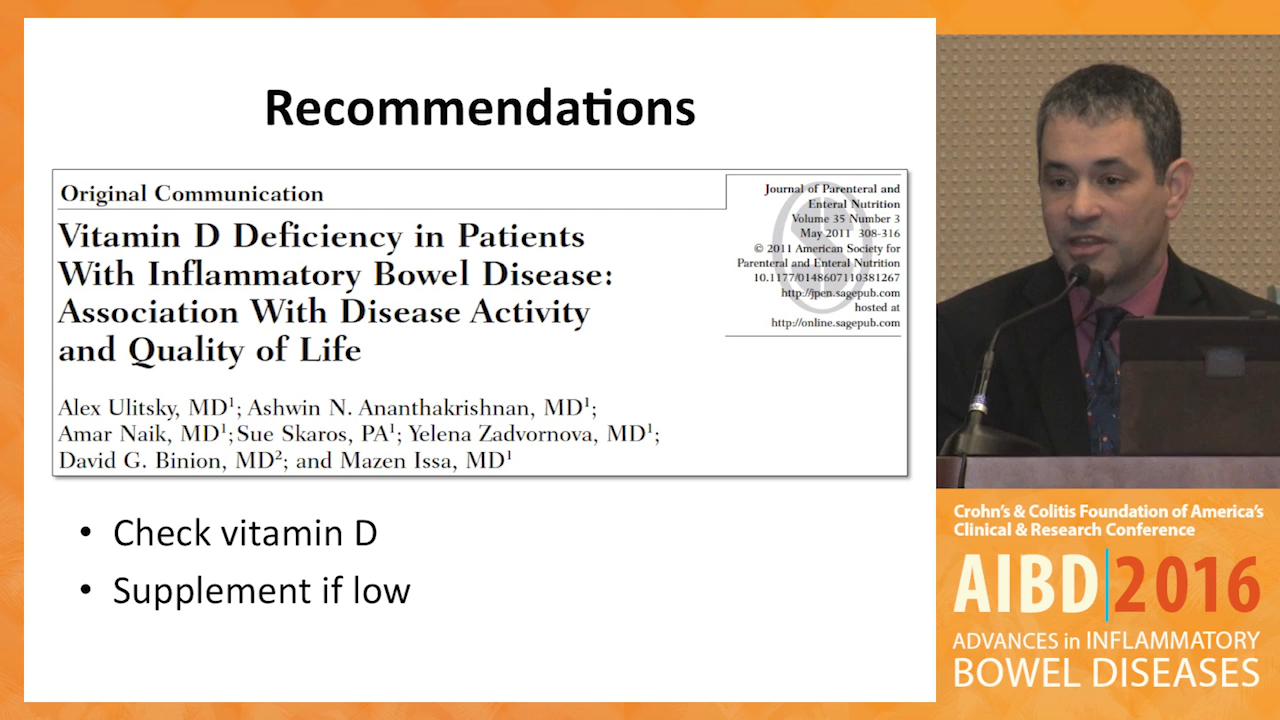 Recommendations
Original Communication
Journal of Parenteral and
Enteral Nutrition
Volume 35 Number 3
May 2011 308-316
© 2011 American Society for
Parenteral and Enteral Nutrition
10.1177/0148607110381267
http://jpen.sagepub.com
hosted at
http://online.sagepub.com
Vitamin D Deficiency in Patients
With Inflammatory Bowel Disease:
Association With Disease Activity
and Quality of Life
Alex Ulitsky, MD¹; Ashwin N. Ananthakrishnan, MD¹;
Amar Naik, MD¹; Sue Skaros, PA¹; Yelena Zadvornova, MD¹;
David G. Binion, MD²; and Mazen Issa, MD¹
• Check vitamin D
• Supplement if low
Crohn's & Colitis Foundation of America's
Clinical & Research Conference
AIBD|2016
ADVANCES in INFLAMMATORY
BOWEL DISEASES